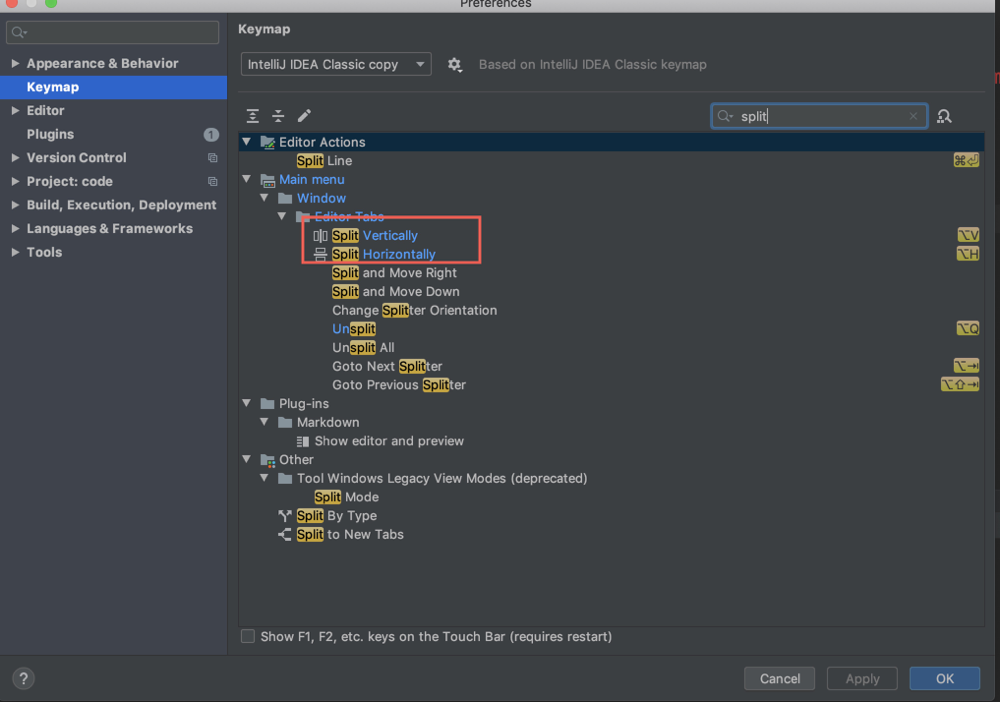 Preferences
Appearance & Behavior
Keymap
Editor
Plugins 1
Version Control
Project: code
Build, Execution, Deployment
Languages & Frameworks
Tools
Keymap
IntelliJ IDEA Classic copy
Based on IntelliJ IDEA Classic keymap
split
Editor Actions
Split Line ⌘⏎
Main menu
Window
Editor Tabs
Split Vertically ⌥V
Split Horizontally ⌥H
Split and Move Right
Split and Move Down
Change Splitter Orientation
Unsplit ⌥Q
Unsplit All
Goto Next Splitter ⌥⇥
Goto Previous Splitter ⌥⇧⇥
Plug-ins
Markdown
Show editor and preview
Other
Tool Windows Legacy View Modes (deprecated)
Split Mode
Split By Type
Split to New Tabs
Show F1, F2, etc. keys on the Touch Bar (requires restart)
?
Cancel
Apply
OK